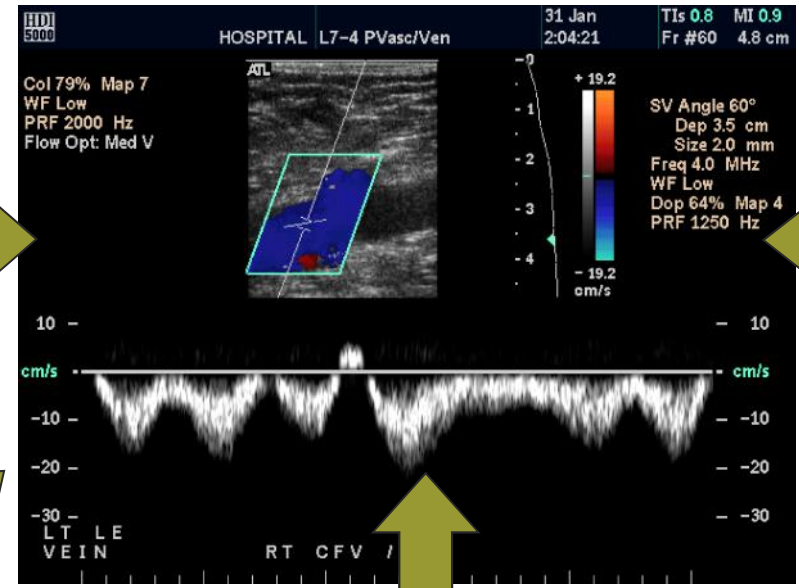 HDI
5000
HOSPITAL L7-4 PVasc/Ven
31 Jan
2:04:21
TIs 0.8 MI 0.9
Fr #60 4.8 cm
Col 79% Map 7
WF Low
PRF 2000 Hz
Flow Opt: Med V
ATL
0
1
2
3
4
+ 19.2
- 19.2
cm/s
SV Angle 60°
Dep 3.5 cm
Size 2.0 mm
Freq 4.0 MHz
WF Low
Dop 64% Map 4
PRF 1250 Hz
10 - - 10
cm/s - - cm/s
-10 - - -10
-20 - - -20
-30 - - -30
LT LE
VEIN RT CFV /